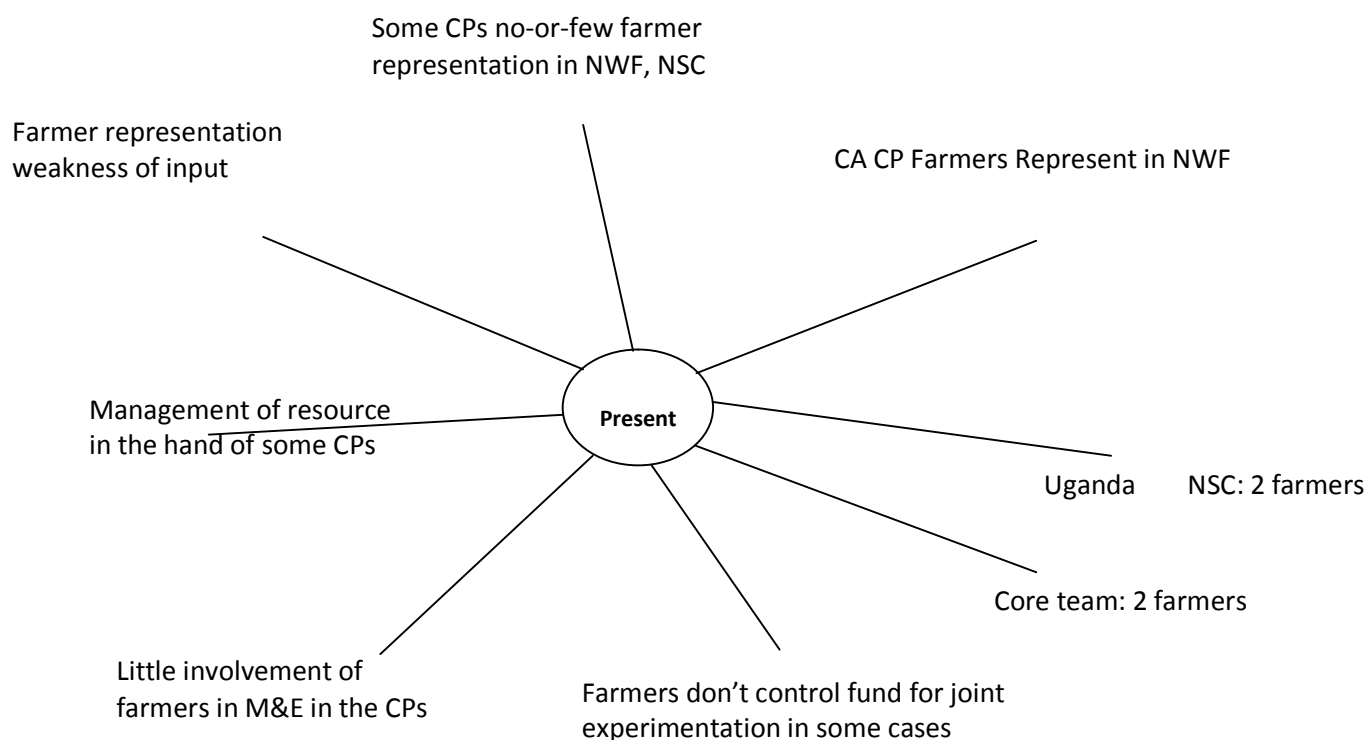 Some CPs no-or-few farmer
representation in NWF, NSC
Farmer representation
weakness of input
CA CP Farmers Represent in NWF
Management of resource
in the hand of some CPs
Present
Uganda NSC: 2 farmers
Core team: 2 farmers
Little involvement of
farmers in M&E in the CPs
Farmers don’t control fund for joint
experimentation in some cases